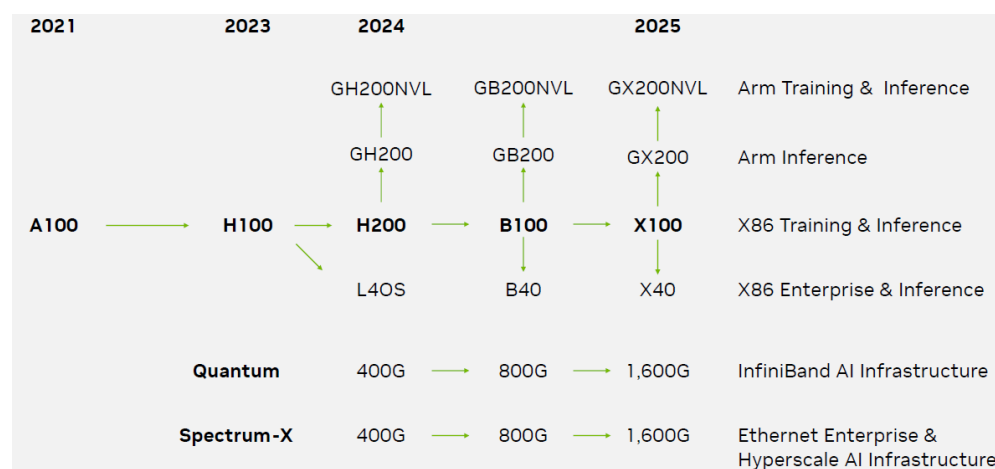 2021 2023 2024 2025
GH200NVL GB200NVL GX200NVL Arm Training & Inference
GH200 GB200 GX200 Arm Inference
A100 H100 H200 B100 X100 X86 Training & Inference
L4OS B40 X40 X86 Enterprise & Inference
Quantum 400G 800G 1,600G InfiniBand AI Infrastructure
Spectrum-X 400G 800G 1,600G Ethernet Enterprise &
Hyperscale AI Infrastructure